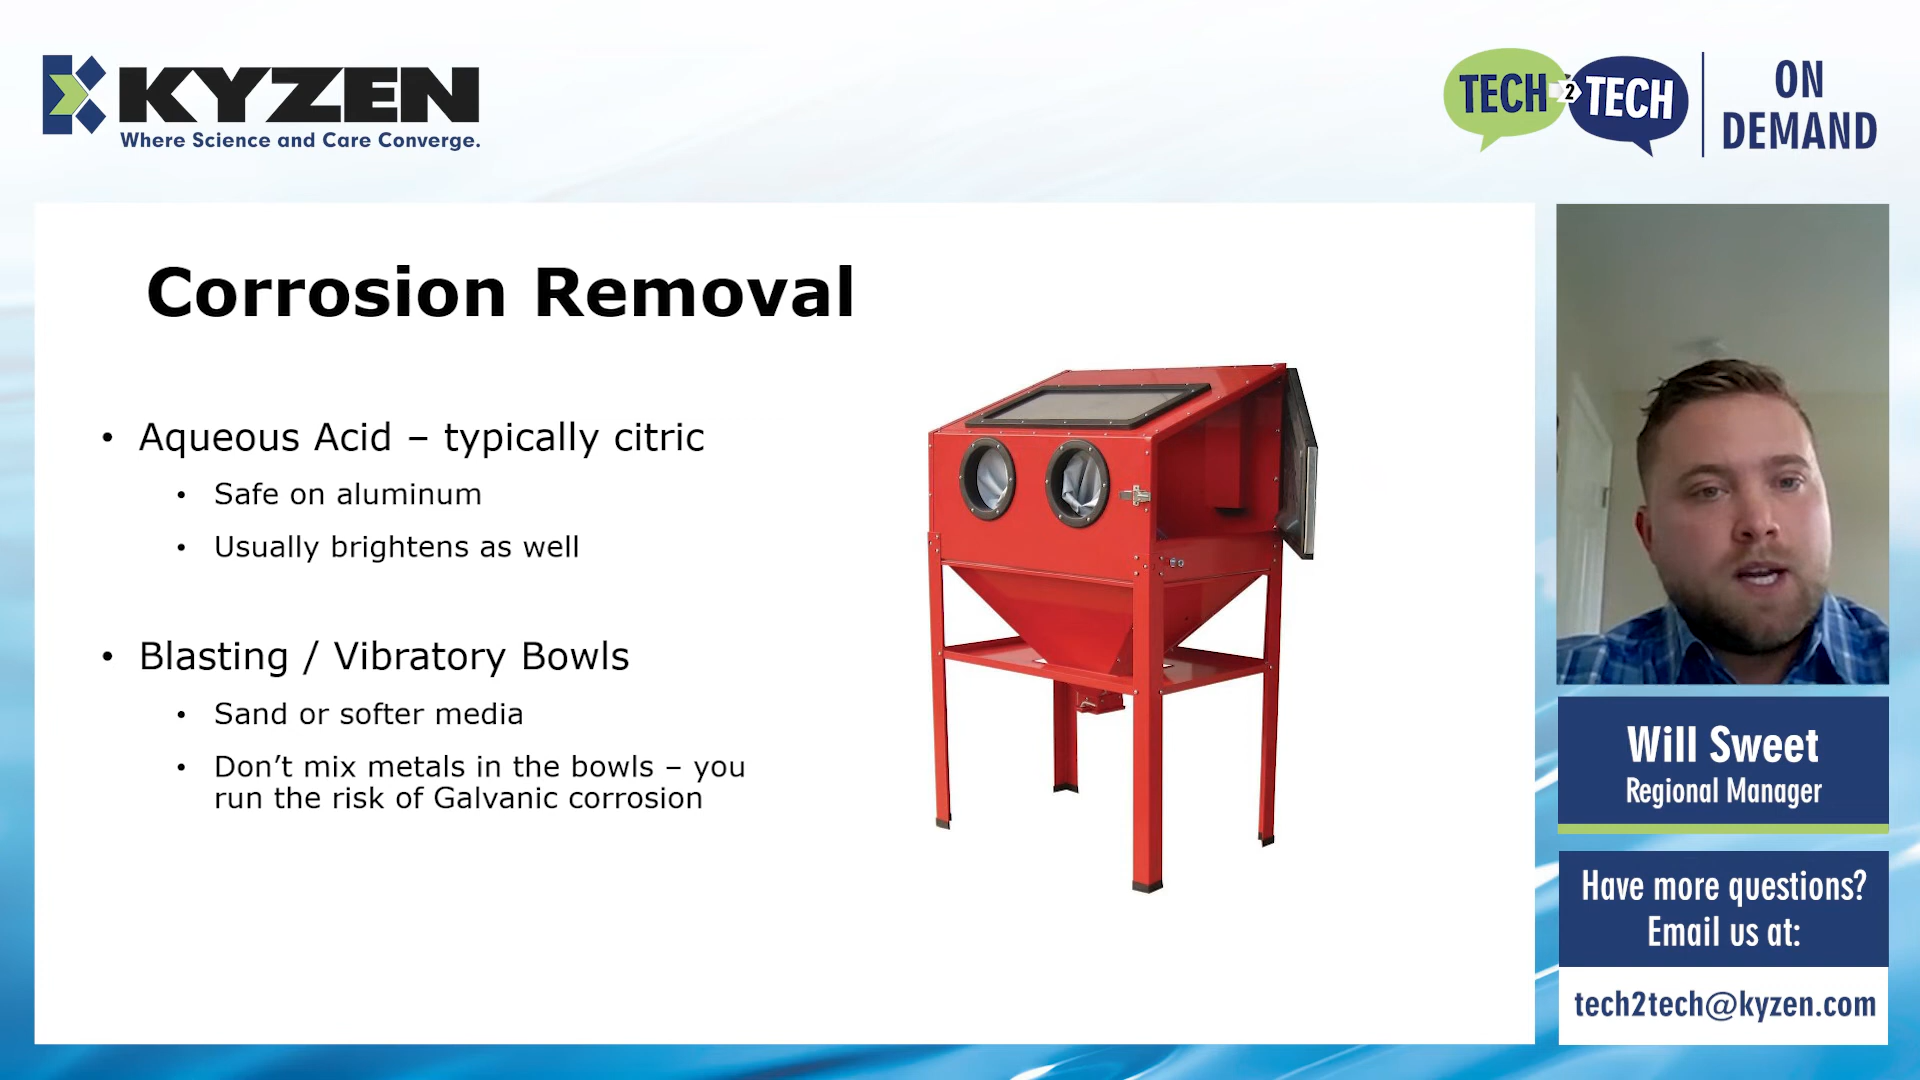 KYZEN
Where Science and Care Converge.
TECH 2 TECH
ON
DEMAND
Corrosion Removal
• Aqueous Acid – typically citric
• Safe on aluminum
• Usually brightens as well
• Blasting / Vibratory Bowls
• Sand or softer media
• Don’t mix metals in the bowls – you
run the risk of Galvanic corrosion
Will Sweet
Regional Manager
Have more questions?
Email us at:
tech2tech@kyzen.com